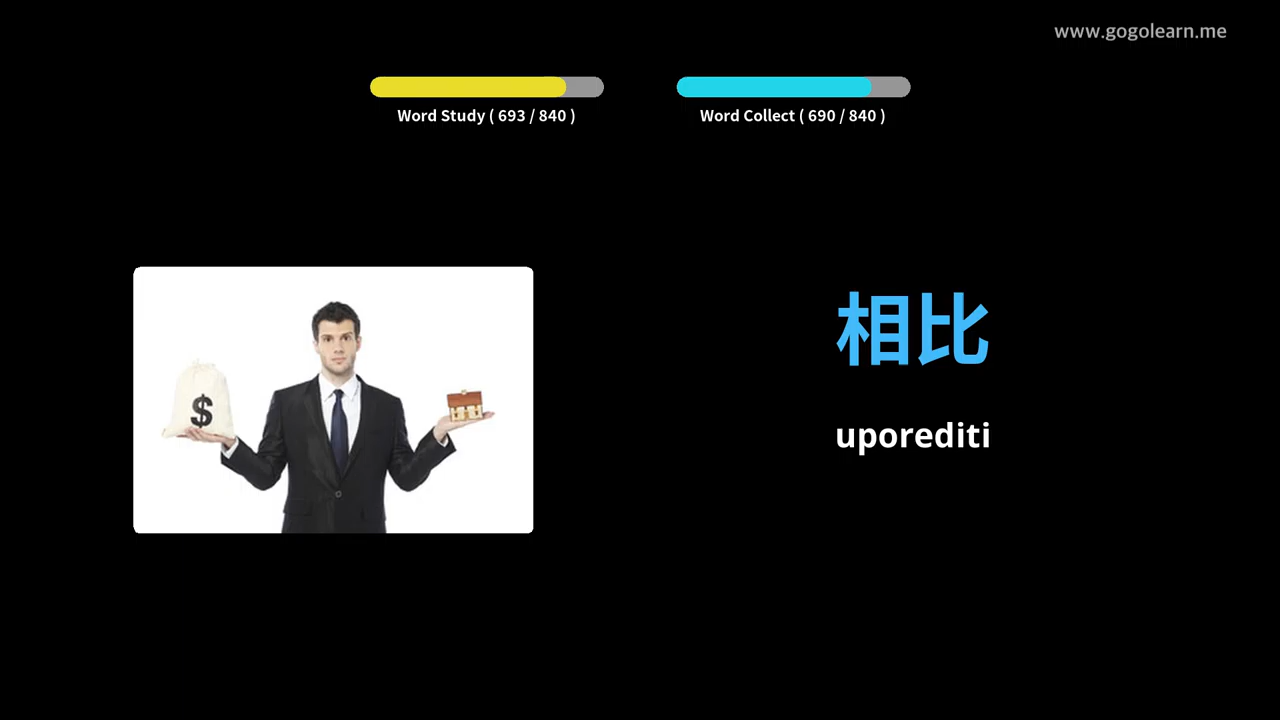 www.gogolearn.me
Word Study ( 693 / 840 )
Word Collect ( 690 / 840 )
$
相比
uporediti